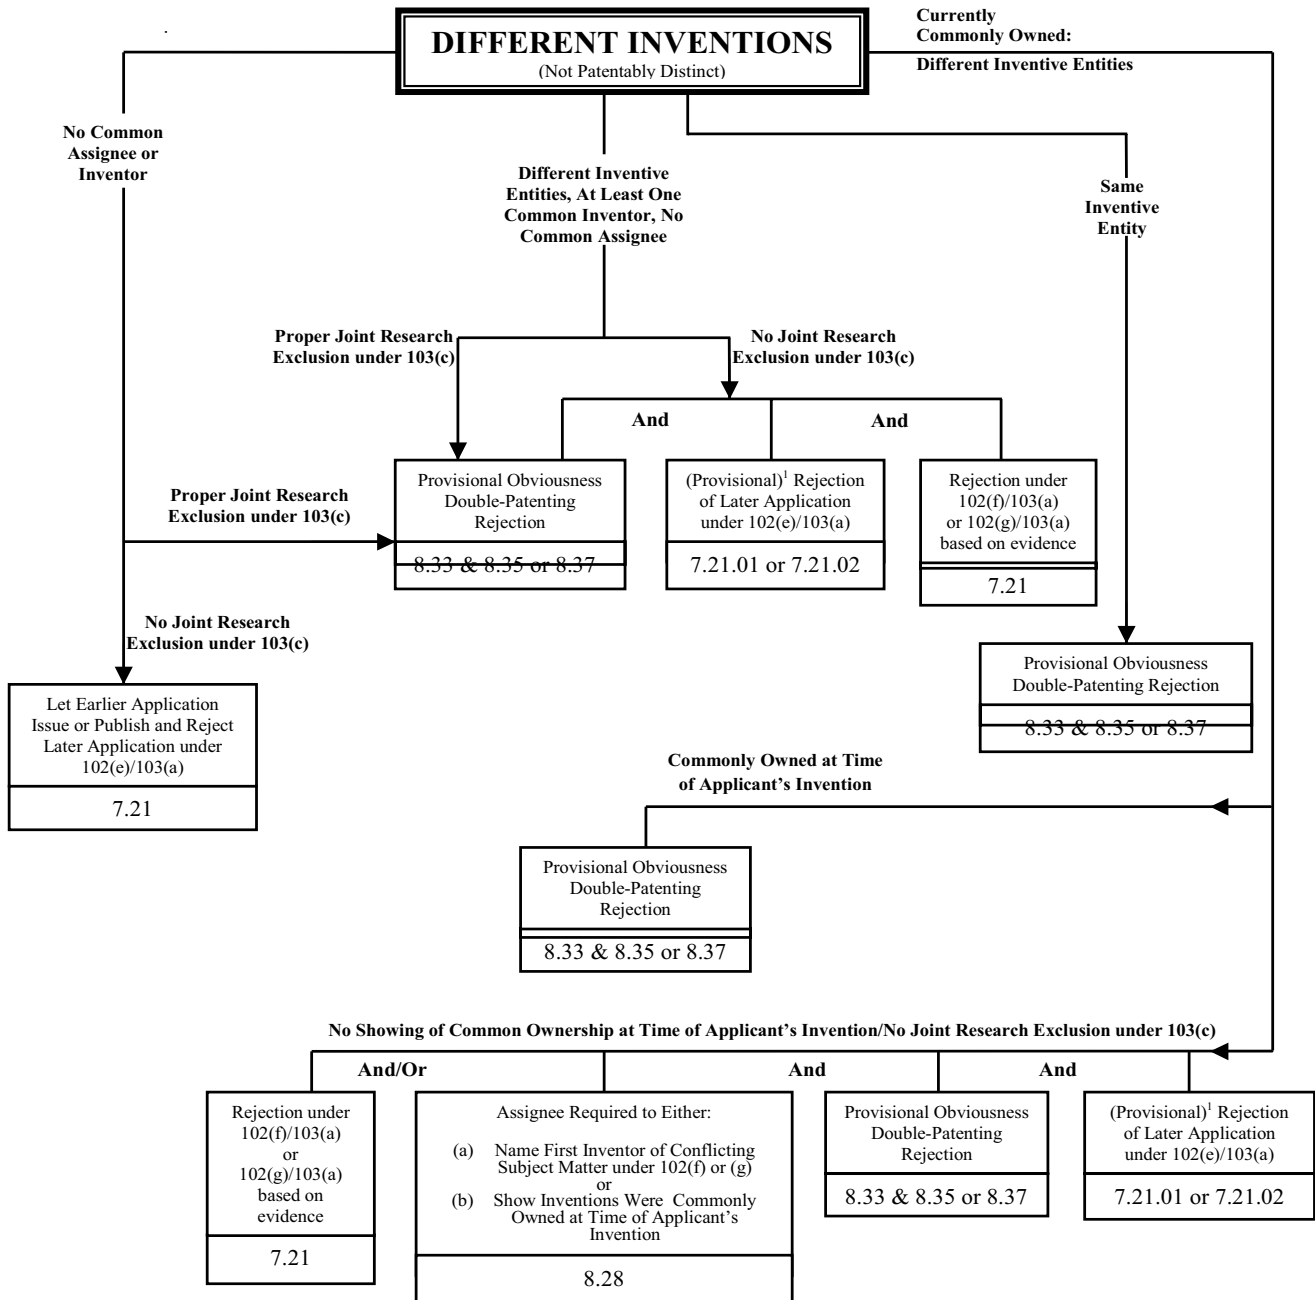 DIFFERENT INVENTIONS
(Not Patentably Distinct)
Currently
Commonly Owned:
Different Inventive Entities
No Common
Assignee or
Inventor
Different Inventive
Entities, At Least One
Common Inventor, No
Common Assignee
Same
Inventive
Entity
Proper Joint Research
Exclusion under 103(c)
No Joint Research
Exclusion under 103(c)
And
And
Provisional Obviousness
Double-Patenting
Rejection
8.33 & 8.35 or 8.37
(Provisional)1 Rejection
of Later Application
under 102(e)/103(a)
7.21.01 or 7.21.02
Rejection under
102(f)/103(a)
or 102(g)/103(a)
based on evidence
7.21
Proper Joint Research
Exclusion under 103(c)
No Joint Research
Exclusion under 103(c)
Let Earlier Application
Issue or Publish and Reject
Later Application under
102(e)/103(a)
7.21
Provisional Obviousness
Double-Patenting Rejection
8.33 & 8.35 or 8.37
Commonly Owned at Time
of Applicant’s Invention
Provisional Obviousness
Double-Patenting
Rejection
8.33 & 8.35 or 8.37
No Showing of Common Ownership at Time of Applicant’s Invention/No Joint Research Exclusion under 103(c)
And/Or
And
And
Rejection under
102(f)/103(a)
or
102(g)/103(a)
based on
evidence
7.21
Assignee Required to Either:
(a) Name First Inventor of Conflicting
Subject Matter under 102(f) or (g)
or
(b) Show Inventions Were Commonly
Owned at Time of Applicant’s
Invention
8.28
Provisional Obviousness
Double-Patenting
Rejection
8.33 & 8.35 or 8.37
(Provisional)1 Rejection
of Later Application
under 102(e)/103(a)
7.21.01 or 7.21.02